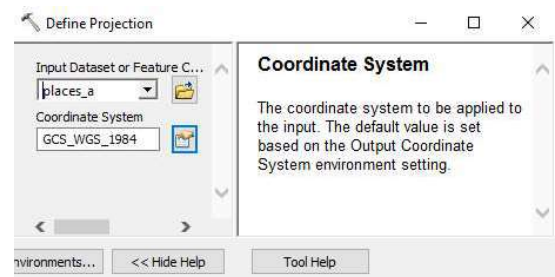 Define Projection
Input Dataset or Feature C...
places_a
Coordinate System
GCS_WGS_1984
Coordinate System
The coordinate system to be applied to
the input. The default value is set
based on the Output Coordinate
System environment setting.
nvironments...
<< Hide Help
Tool Help